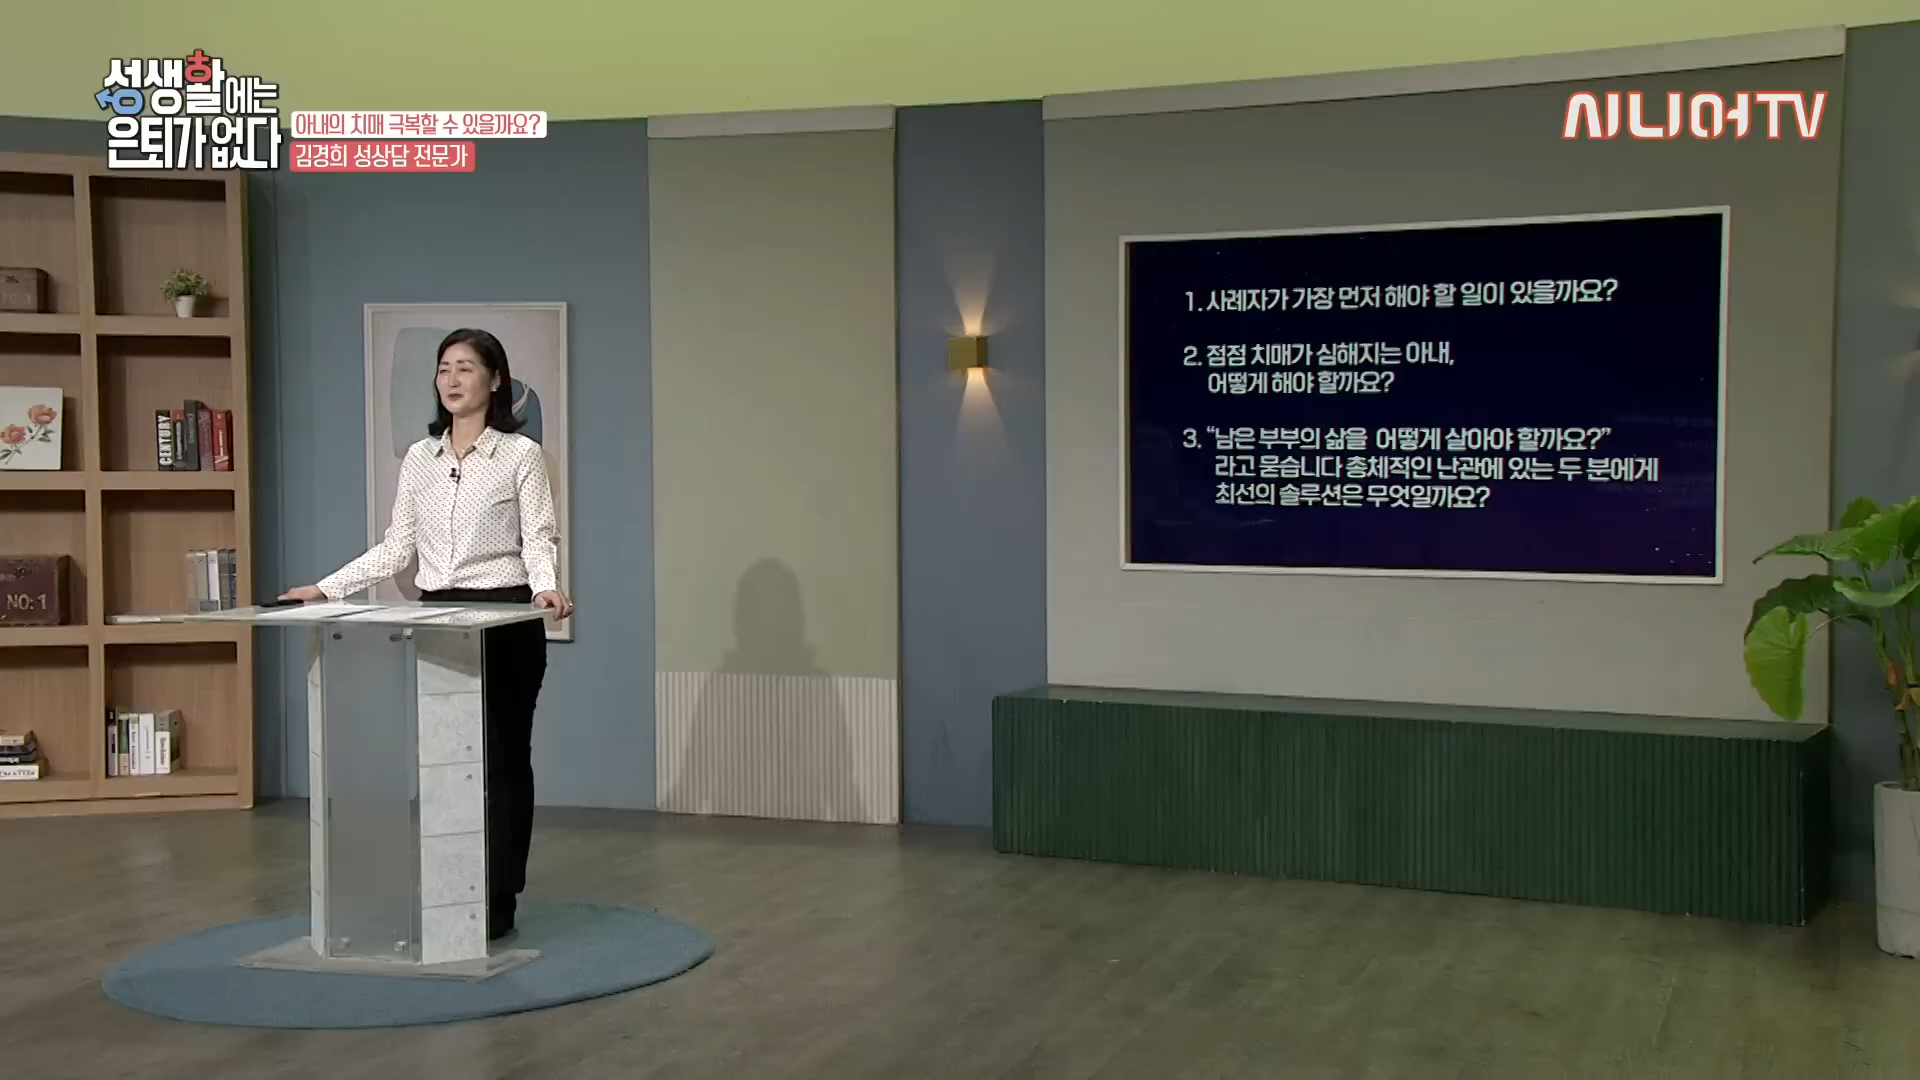 성생활에는
은퇴가 없다
아내의 치매 극복할 수 있을까요?
김경희 성상담 전문가
시니어TV
1. 사례자가 가장 먼저 해야 할 일이 있을까요?
2. 점점 치매가 심해지는 아내,
어떻게 해야 할까요?
3. “남은 부부의 삶을 어떻게 살아야 할까요?”
라고 묻습니다 총체적인 난관에 있는 두 분에게
최선의 솔루션은 무엇일까요?
CENTURY
NO: 1